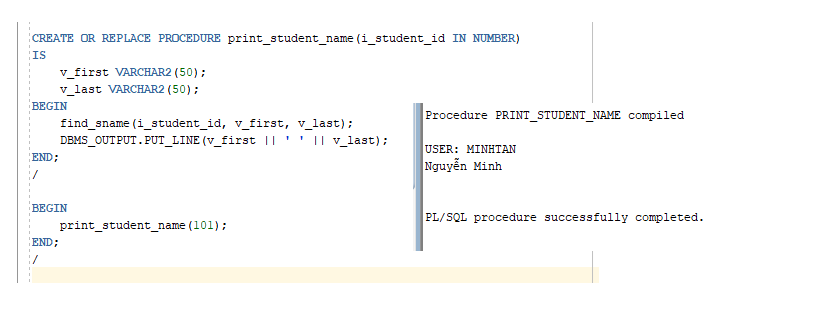 CREATE OR REPLACE PROCEDURE print_student_name(i_student_id IN NUMBER)
IS
    v_first VARCHAR2(50);
    v_last VARCHAR2(50);
BEGIN
    find_sname(i_student_id, v_first, v_last);
    DBMS_OUTPUT.PUT_LINE(v_first || ' ' || v_last);
END;
/
BEGIN
    print_student_name(101);
END;
/
Procedure PRINT_STUDENT_NAME compiled
USER: MINHTAN
Nguyễn Minh
PL/SQL procedure successfully completed.